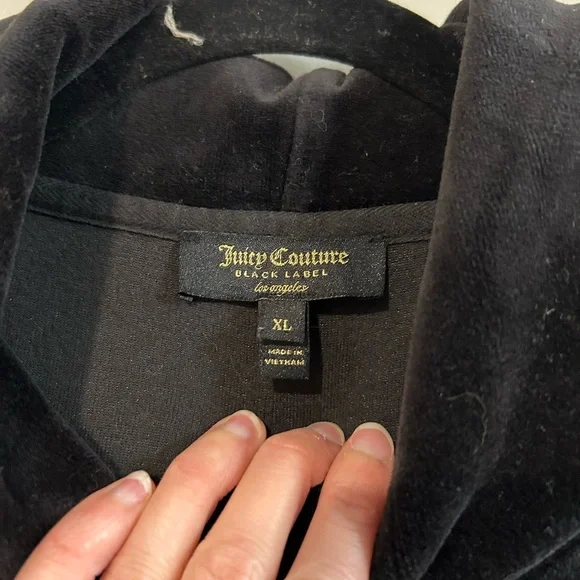 Juicy Couture
BLACK LABEL
los angeles
XL
MADE IN
VIETNAM